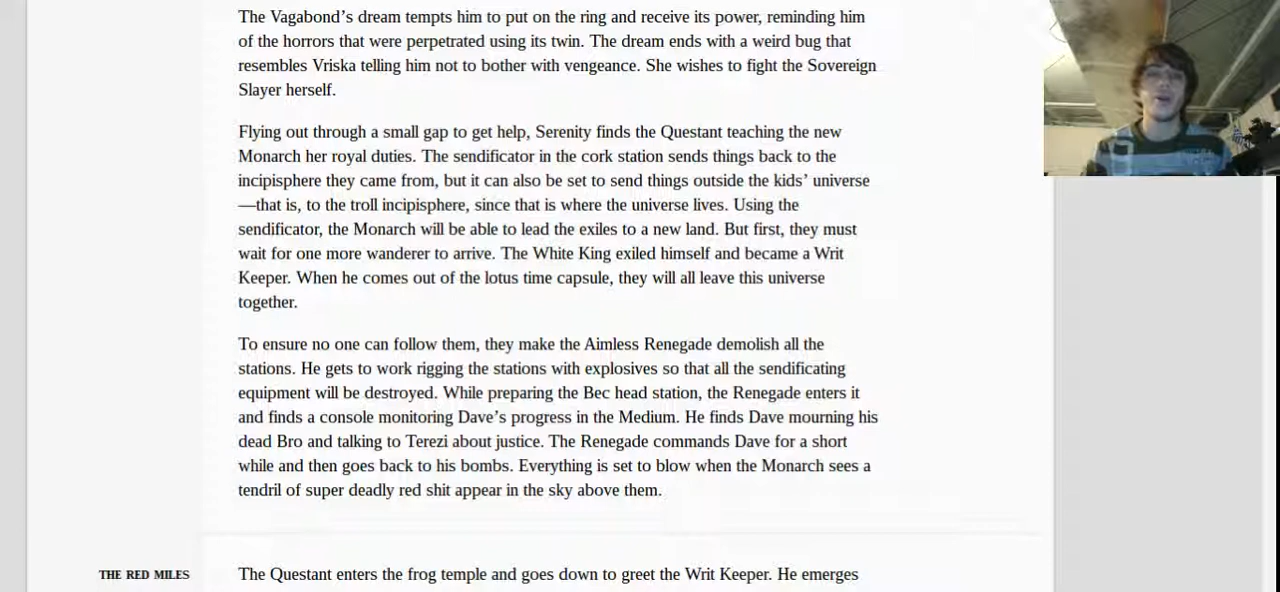 The Vagabond’s dream tempts him to put on the ring and receive its power, reminding him
of the horrors that were perpetrated using its twin. The dream ends with a weird bug that
resembles Vriska telling him not to bother with vengeance. She wishes to fight the Sovereign
Slayer herself.
Flying out through a small gap to get help, Serenity finds the Questant teaching the new
Monarch her royal duties. The sendificator in the cork station sends things back to the
incipisphere they came from, but it can also be set to send things outside the kids’ universe
—that is, to the troll incipisphere, since that is where the universe lives. Using the
sendificator, the Monarch will be able to lead the exiles to a new land. But first, they must
wait for one more wanderer to arrive. The White King exiled himself and became a Writ
Keeper. When he comes out of the lotus time capsule, they will all leave this universe
together.
To ensure no one can follow them, they make the Aimless Renegade demolish all the
stations. He gets to work rigging the stations with explosives so that all the sendificating
equipment will be destroyed. While preparing the Bec head station, the Renegade enters it
and finds a console monitoring Dave’s progress in the Medium. He finds Dave mourning his
dead Bro and talking to Terezi about justice. The Renegade commands Dave for a short
while and then goes back to his bombs. Everything is set to blow when the Monarch sees a
tendril of super deadly red shit appear in the sky above them.
THE RED MILES
The Questant enters the frog temple and goes down to greet the Writ Keeper. He emerges